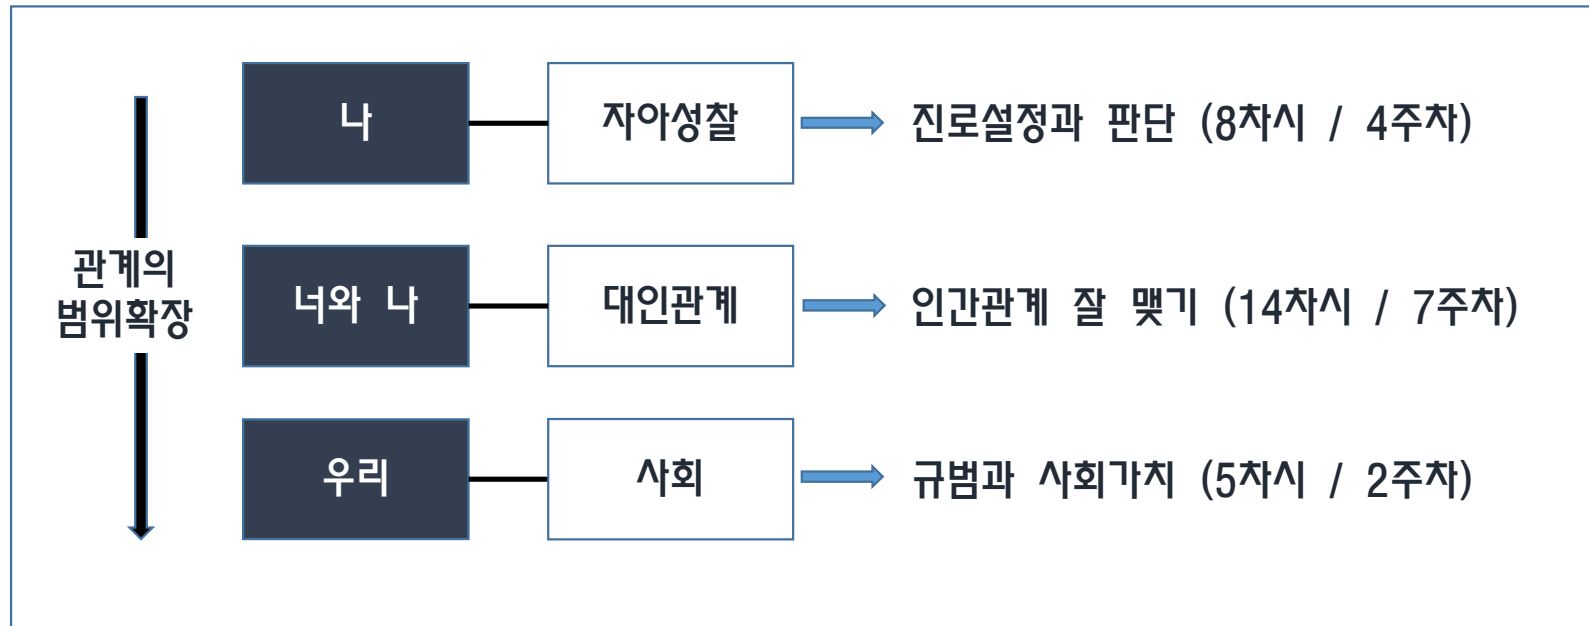 나
자아성찰
진로설정과 판단 (8차시 / 4주차)
관계의
범위확장
너와 나
대인관계
인간관계 잘 맺기 (14차시 / 7주차)
우리
사회
규범과 사회가치 (5차시 / 2주차)